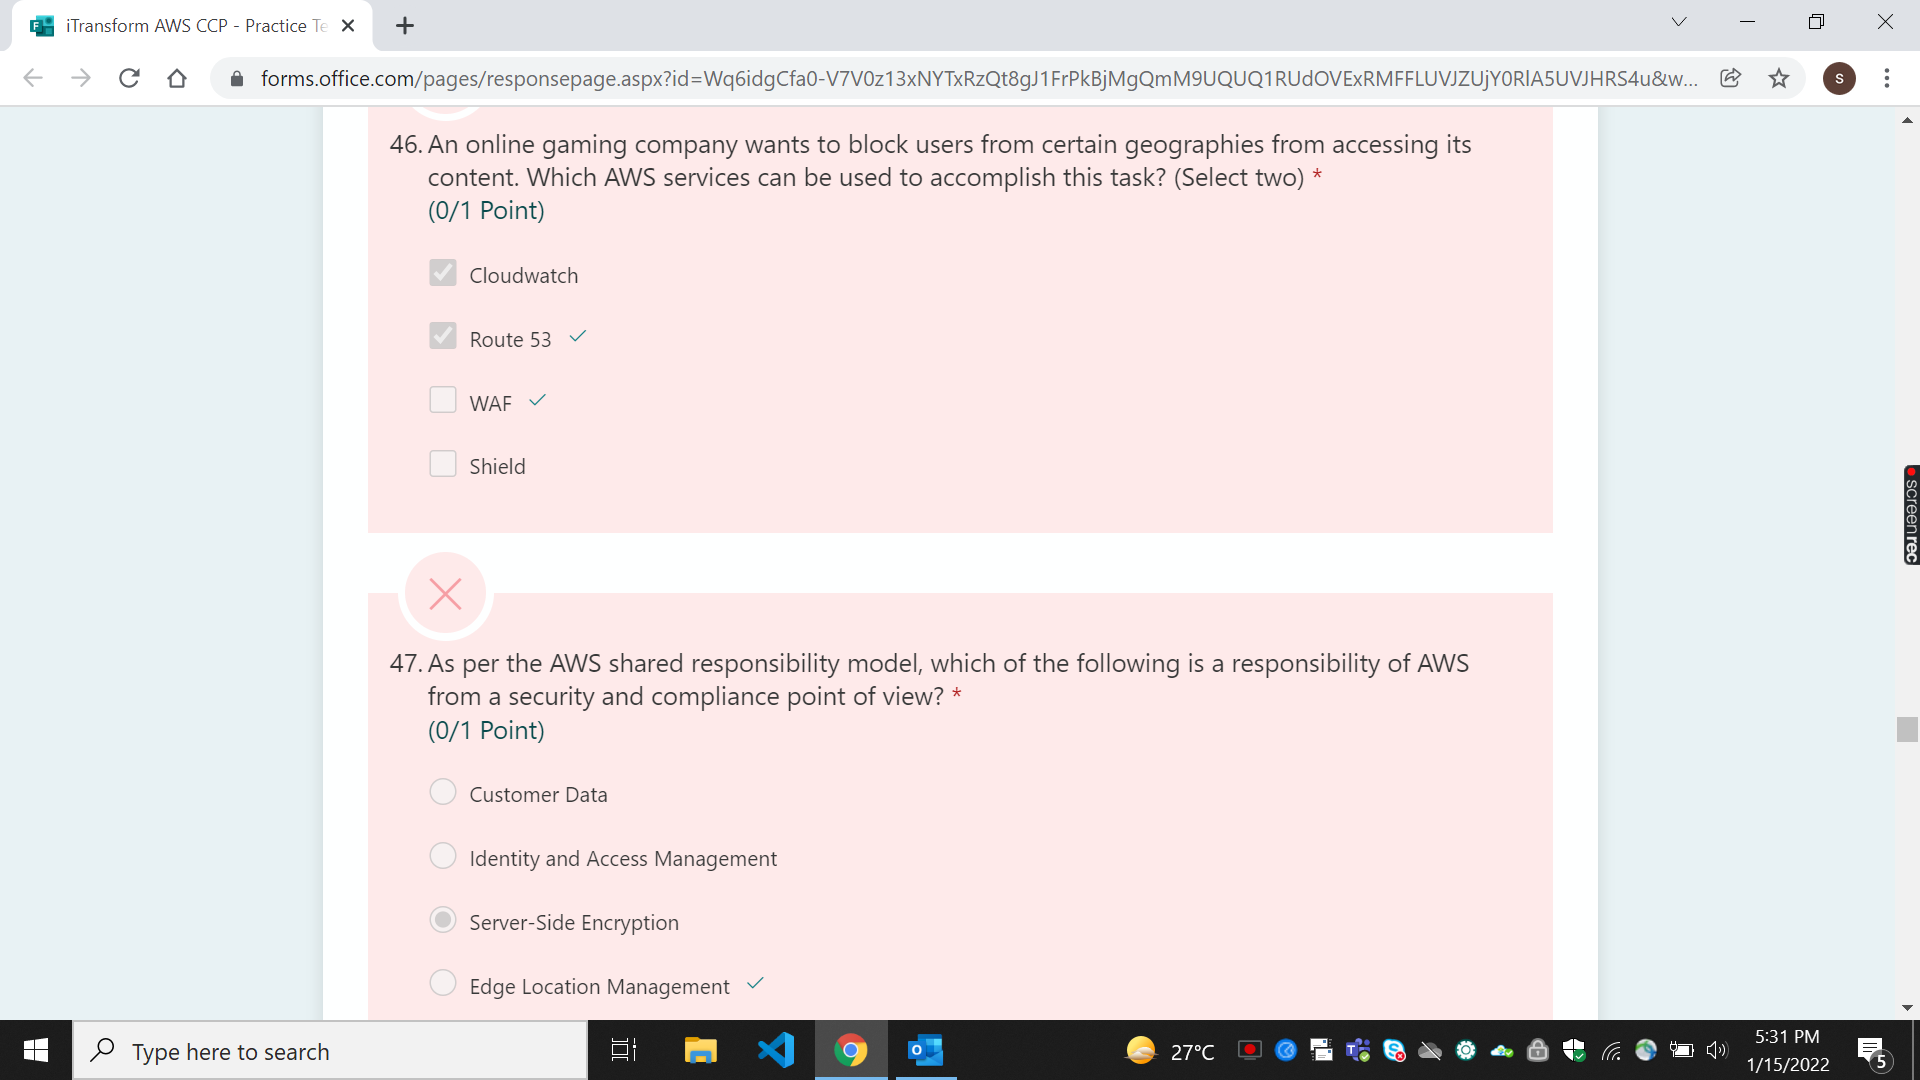 iTransform AWS CCP - Practice Te
forms.office.com/pages/responsepage.aspx?id=Wq6idgCfa0-V7V0z13xNYTxRzQt8gJ1FrPkBjMgQmM9UQUQ1RUdOVExRMFFLUVJZUjY0RlA5UVJHRS4u&w...
S
46. An online gaming company wants to block users from certain geographies from accessing its
content. Which AWS services can be used to accomplish this task? (Select two) *
(0/1 Point)
Cloudwatch
Route 53
WAF
Shield
screenrec
47. As per the AWS shared responsibility model, which of the following is a responsibility of AWS
from a security and compliance point of view? *
(0/1 Point)
Customer Data
Identity and Access Management
Server-Side Encryption
Edge Location Management
Type here to search
27°C
5:31 PM
1/15/2022
5